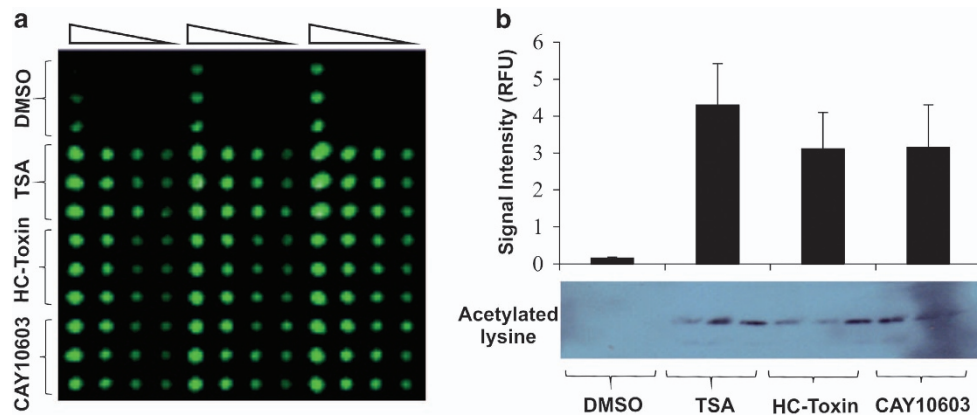 a
DMSO
TSA
HC-Toxin
CAY10603
b
Signal Intensity (RFU)
6
5
4
3
2
1
0
Acetylated
lysine
DMSO
TSA
HC-Toxin
CAY10603